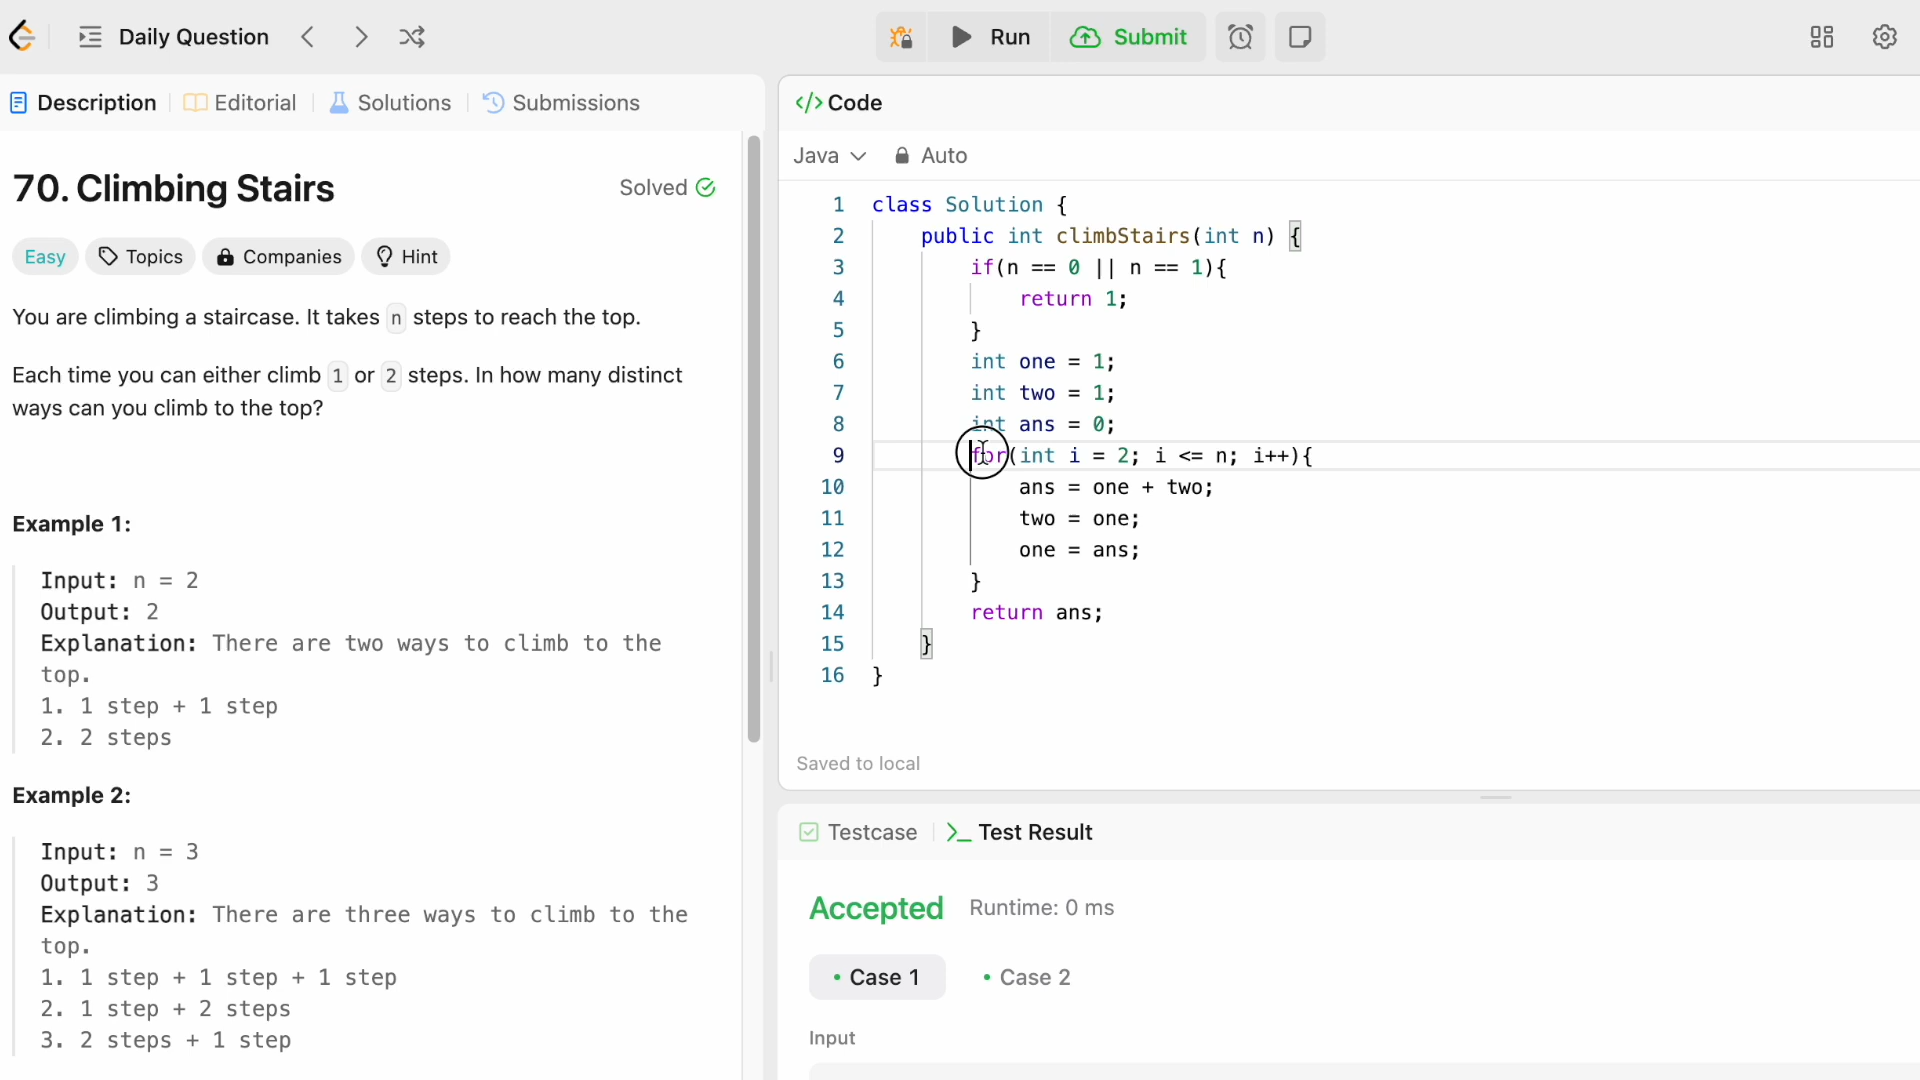 Daily Question
Run
Submit
Description
Editorial
Solutions
Submissions
70. Climbing Stairs
Solved
Easy
Topics
Companies
Hint
You are climbing a staircase. It takes n steps to reach the top.
Each time you can either climb 1 or 2 steps. In how many distinct
ways can you climb to the top?
Example 1:
Input: n = 2
Output: 2
Explanation: There are two ways to climb to the
top.
1. 1 step + 1 step
2. 2 steps
Example 2:
Input: n = 3
Output: 3
Explanation: There are three ways to climb to the
top.
1. 1 step + 1 step + 1 step
2. 1 step + 2 steps
3. 2 steps + 1 step
</> Code
Java
Auto
1 class Solution {
2 public int climbStairs(int n) {
3 if(n == 0 || n == 1){
4 return 1;
5 }
6 int one = 1;
7 int two = 1;
8 int ans = 0;
9 for(int i = 2; i <= n; i++){
10 ans = one + two;
11 two = one;
12 one = ans;
13 }
14 return ans;
15 }
16 }
Saved to local
Testcase
>_ Test Result
Accepted Runtime: 0 ms
• Case 1
• Case 2
Input